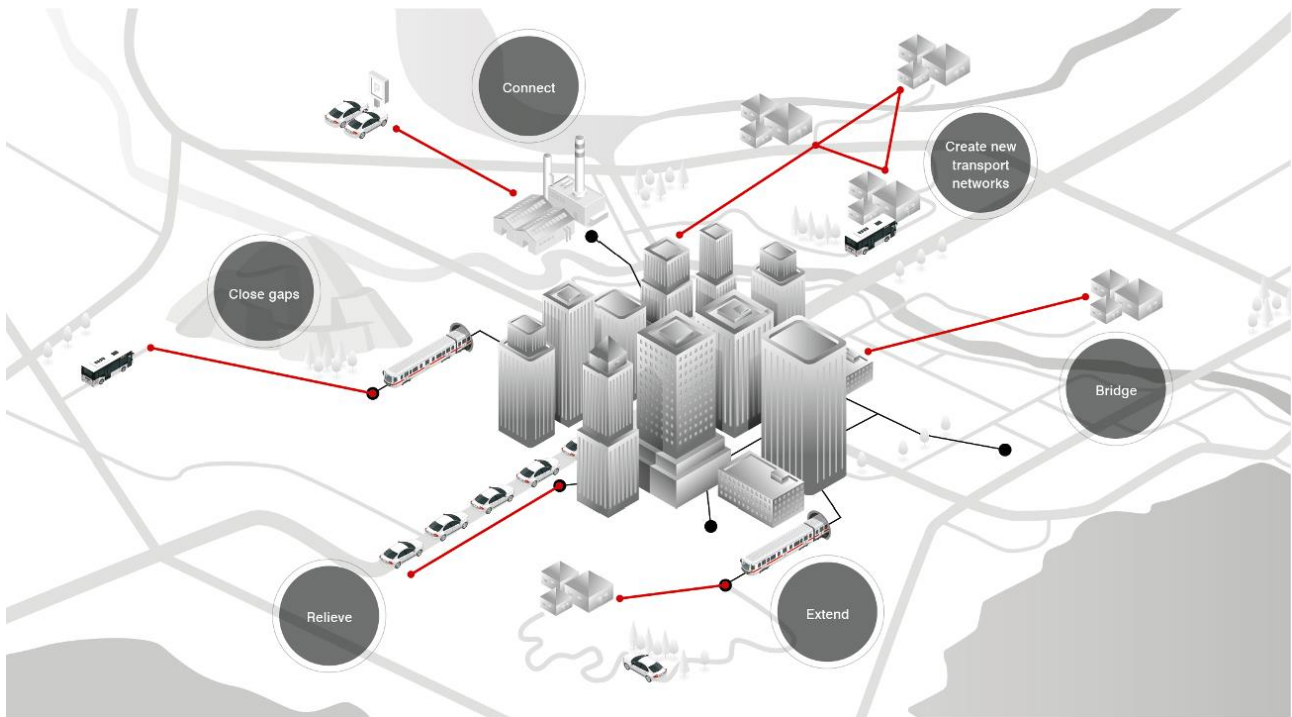 Connect
Create new
transport
networks
Close gaps
Bridge
Relieve
Extend